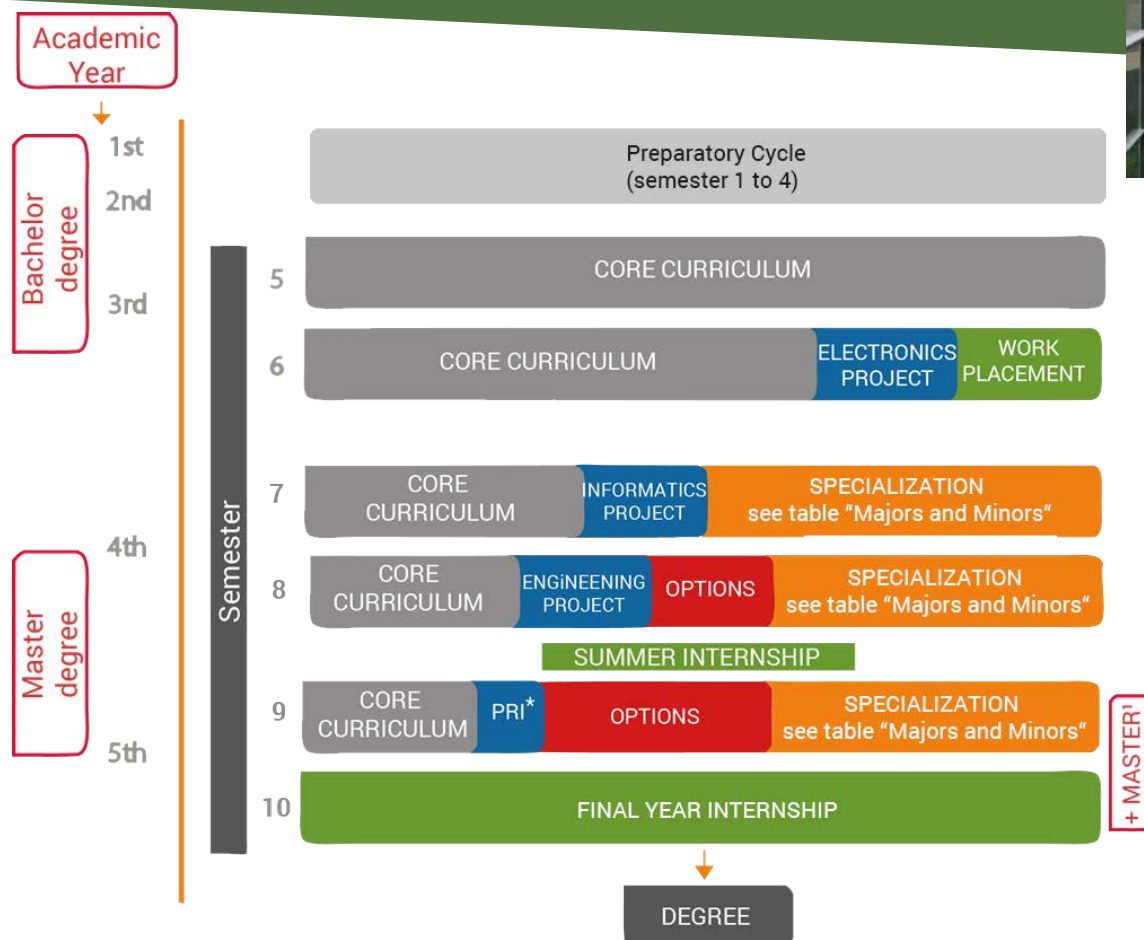 Academic
Year
Bachelor
degree
1st
2nd
3rd
Preparatory Cycle
(semester 1 to 4)
Semester
5
CORE CURRICULUM
6
CORE CURRICULUM
ELECTRONICS
PROJECT
WORK
PLACEMENT
Master
degree
4th
5th
7
CORE
CURRICULUM
INFORMATICS
PROJECT
SPECIALIZATION
see table “Majors and Minors“
8
CORE
CURRICULUM
ENGiNEENING
PROJECT
OPTIONS
SPECIALIZATION
see table “Majors and Minors“
SUMMER INTERNSHIP
9
CORE
CURRICULUM
PRI*
OPTIONS
SPECIALIZATION
see table “Majors and Minors“
+ MASTER¹
10
FINAL YEAR INTERNSHIP
DEGREE